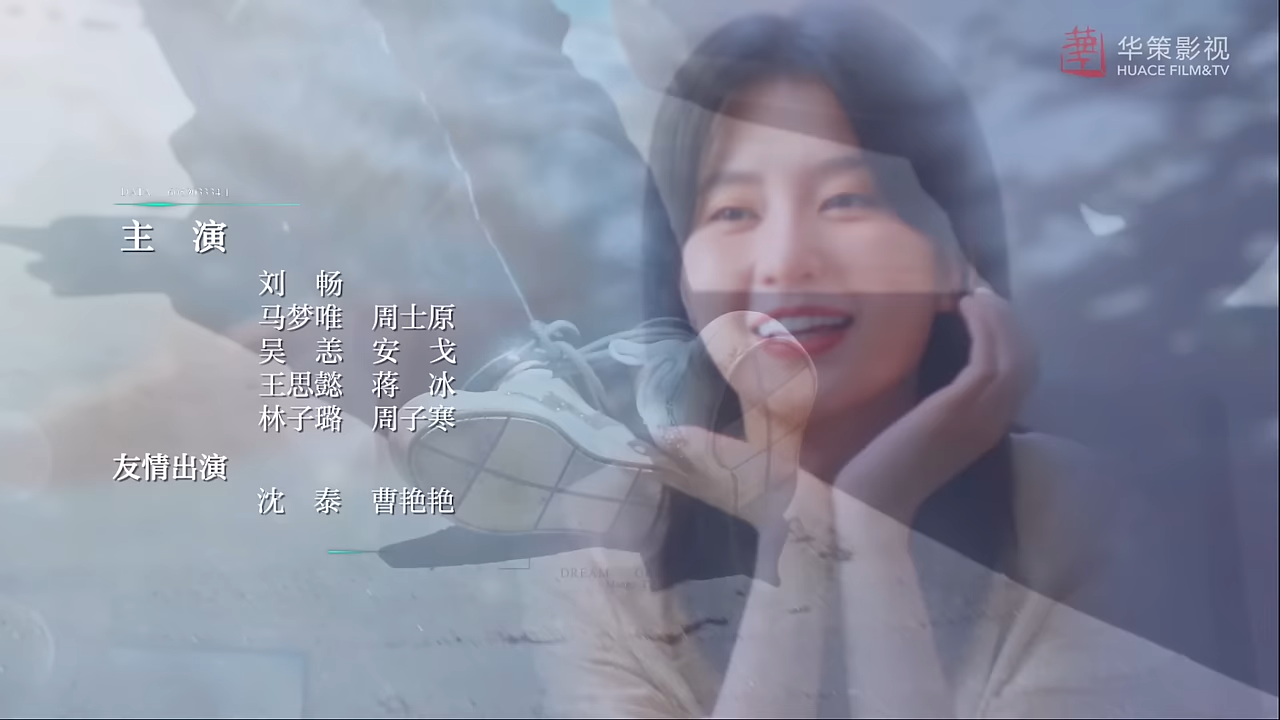 华策影视
HUACE FILM&TV
主 演
刘 畅
马梦唯 周士原
吴 恙 安 戈
王思懿 蒋 冰
林子璐 周子寒
友情出演
沈 泰 曹艳艳
DREAM